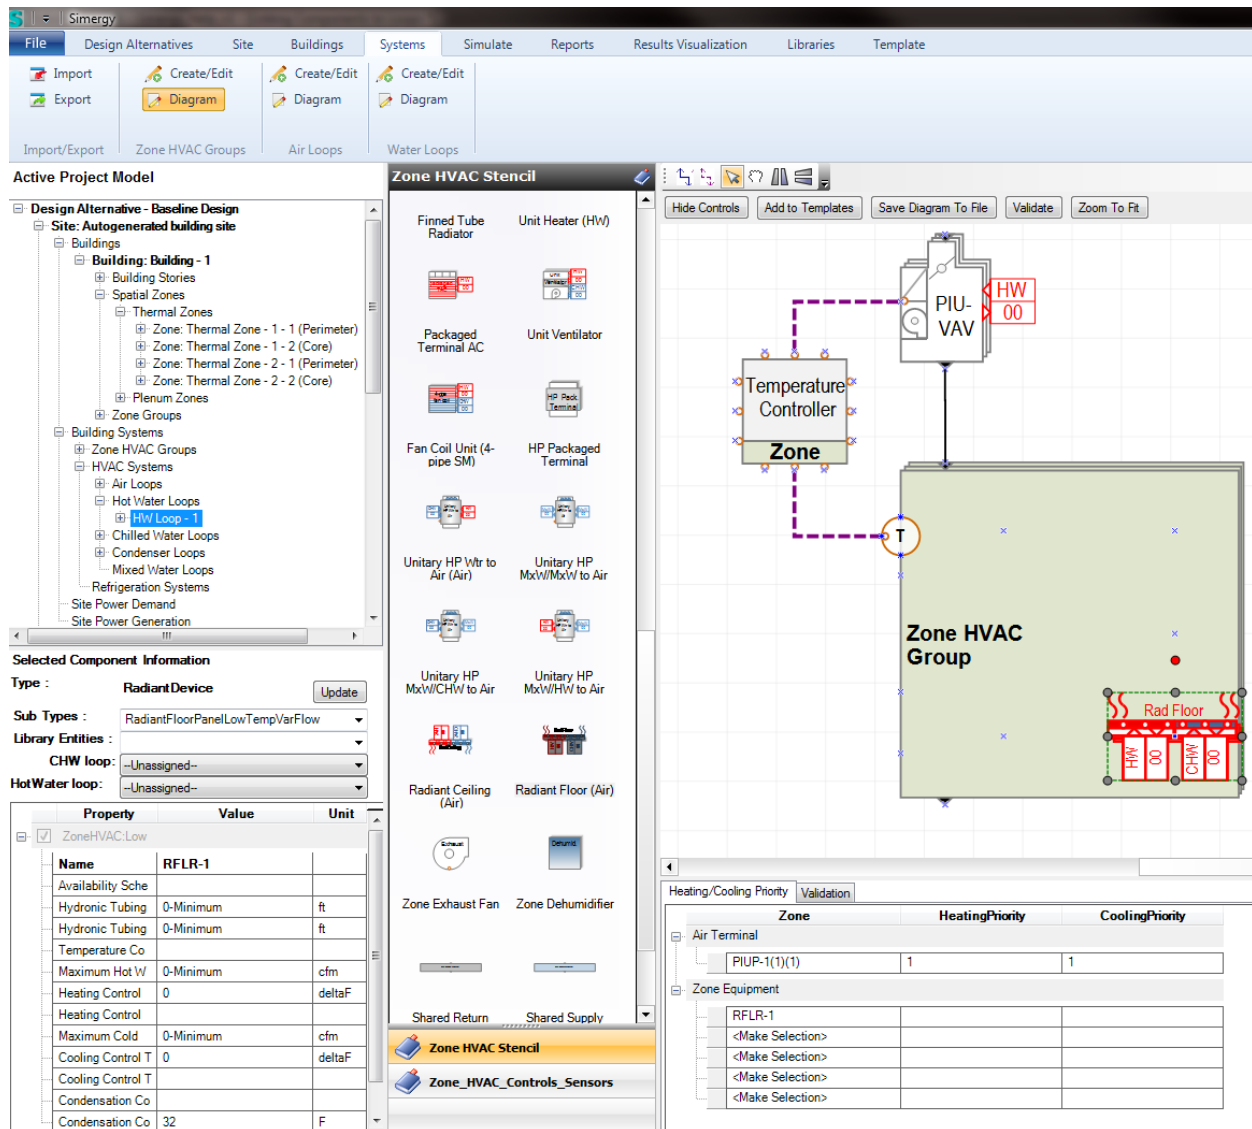 Simergy
File Design Alternatives Site Buildings Systems Simulate Reports Results Visualization Libraries Template
Import Create/Edit Create/Edit Create/Edit
Export Diagram Diagram Diagram
Import/Export Zone HVAC Groups Air Loops Water Loops
Active Project Model
Design Alternative - Baseline Design
Site: Autogenerated building site
Buildings
Building: Building - 1
Building Stories
Spatial Zones
Thermal Zones
Zone: Thermal Zone - 1 - 1 (Perimeter)
Zone: Thermal Zone - 1 - 2 (Core)
Zone: Thermal Zone - 2 - 1 (Perimeter)
Zone: Thermal Zone - 2 - 2 (Core)
Plenum Zones
Zone Groups
Building Systems
Zone HVAC Groups
HVAC Systems
Air Loops
Hot Water Loops
HW Loop - 1
Chilled Water Loops
Condenser Loops
Mixed Water Loops
Refrigeration Systems
Site Power Demand
Site Power Generation
Selected Component Information
Type : RadiantDevice Update
Sub Types : RadiantFloorPanelLowTempVarFlow
Library Entities :
CHW loop: --Unassigned--
HotWater loop: --Unassigned--
Property Value Unit
ZoneHVAC:Low
Name RFLR-1
Availability Sche
Hydronic Tubing 0-Minimum ft
Hydronic Tubing 0-Minimum ft
Temperature Co
Maximum Hot W 0-Minimum cfm
Heating Control 0 deltaF
Heating Control
Maximum Cold 0-Minimum cfm
Cooling Control T 0 deltaF
Cooling Control T
Condensation Co
Condensation Co 32 F
Zone HVAC Stencil
Finned Tube Radiator
Unit Heater (HW)
Packaged Terminal AC
Unit Ventilator
HP Pack. Terminal
Fan Coil Unit (4-pipe SM)
HP Packaged Terminal
Unitary HP Wtr to Air (Air)
Unitary HP MxW/MxW to Air
Unitary HP MxW/CHW to Air
Unitary HP MxW/HW to Air
Radiant Ceiling (Air)
Radiant Floor (Air)
Exhaust
Dehumid.
Zone Exhaust Fan
Zone Dehumidifier
Shared Return
Shared Supply
Zone HVAC Stencil
Zone_HVAC_Controls_Sensors
Hide Controls Add to Templates Save Diagram To File Validate Zoom To Fit
PIU-
VAV
HW
00
Temperature
Controller
Zone
T
Zone HVAC
Group
Rad Floor
HW 00 CHW 00
Heating/Cooling Priority Validation
Zone HeatingPriority CoolingPriority
Air Terminal
PIUP-1(1)(1) 1 1
Zone Equipment
RFLR-1
<Make Selection>
<Make Selection>
<Make Selection>
<Make Selection>